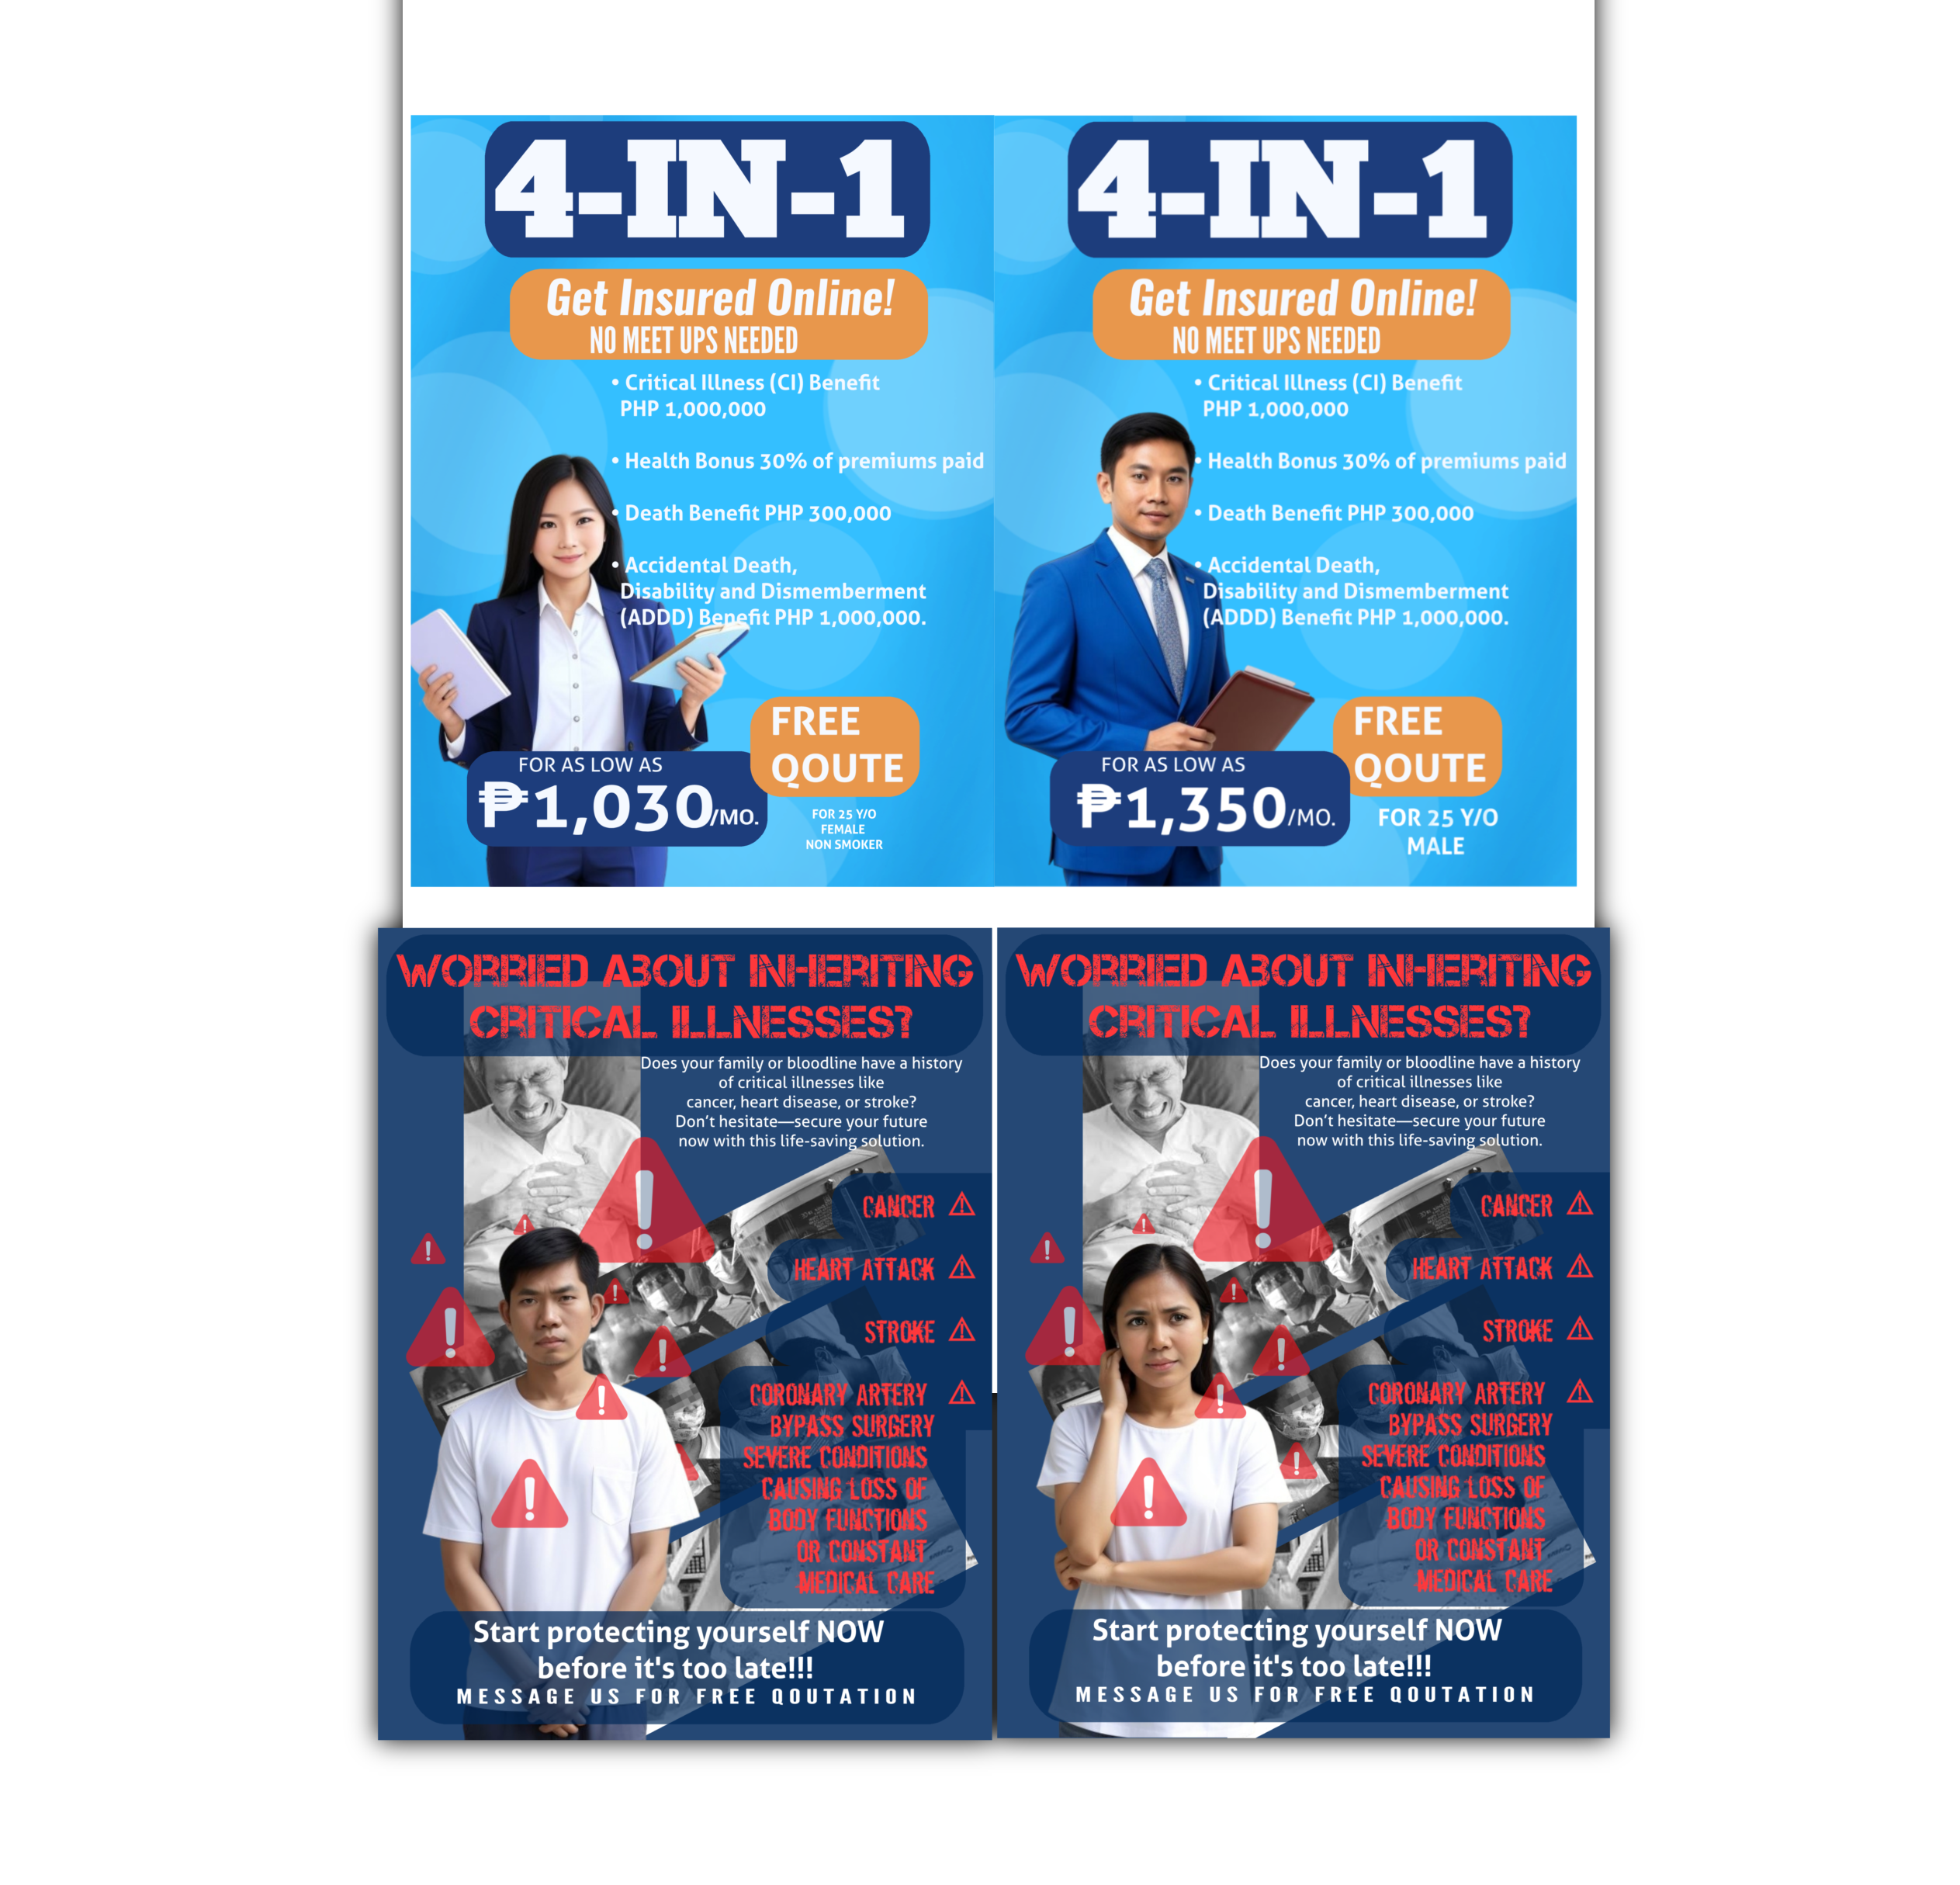 4-IN-1
Get Insured Online!
NO MEET UPS NEEDED
• Critical Illness (CI) Benefit
PHP 1,000,000
• Health Bonus 30% of premiums paid
• Death Benefit PHP 300,000
• Accidental Death,
Disability and Dismemberment
(ADDD) Benefit PHP 1,000,000.
FREE
QOUTE
FOR AS LOW AS
₱1,030/MO.
FOR 25 Y/O
FEMALE
NON SMOKER
4-IN-1
Get Insured Online!
NO MEET UPS NEEDED
• Critical Illness (CI) Benefit
PHP 1,000,000
• Health Bonus 30% of premiums paid
• Death Benefit PHP 300,000
• Accidental Death,
Disability and Dismemberment
(ADDD) Benefit PHP 1,000,000.
FREE
QOUTE
FOR AS LOW AS
₱1,350/MO.
FOR 25 Y/O
MALE
WORRIED ABOUT INHERITING
CRITICAL ILLNESSES?
Does your family or bloodline have a history
of critical illnesses like
cancer, heart disease, or stroke?
Don't hesitate—secure your future
now with this life-saving solution.
CANCER
HEART ATTACK
STROKE
CORONARY ARTERY
BYPASS SURGERY
SEVERE CONDITIONS
CAUSING LOSS OF
BODY FUNCTIONS
OR CONSTANT
MEDICAL CARE
Start protecting yourself NOW
before it's too late!!!
MESSAGE US FOR FREE QOUTATION
WORRIED ABOUT INHERITING
CRITICAL ILLNESSES?
Does your family or bloodline have a history
of critical illnesses like
cancer, heart disease, or stroke?
Don't hesitate—secure your future
now with this life-saving solution.
CANCER
HEART ATTACK
STROKE
CORONARY ARTERY
BYPASS SURGERY
SEVERE CONDITIONS
CAUSING LOSS OF
BODY FUNCTIONS
OR CONSTANT
MEDICAL CARE
Start protecting yourself NOW
before it's too late!!!
MESSAGE US FOR FREE QOUTATION